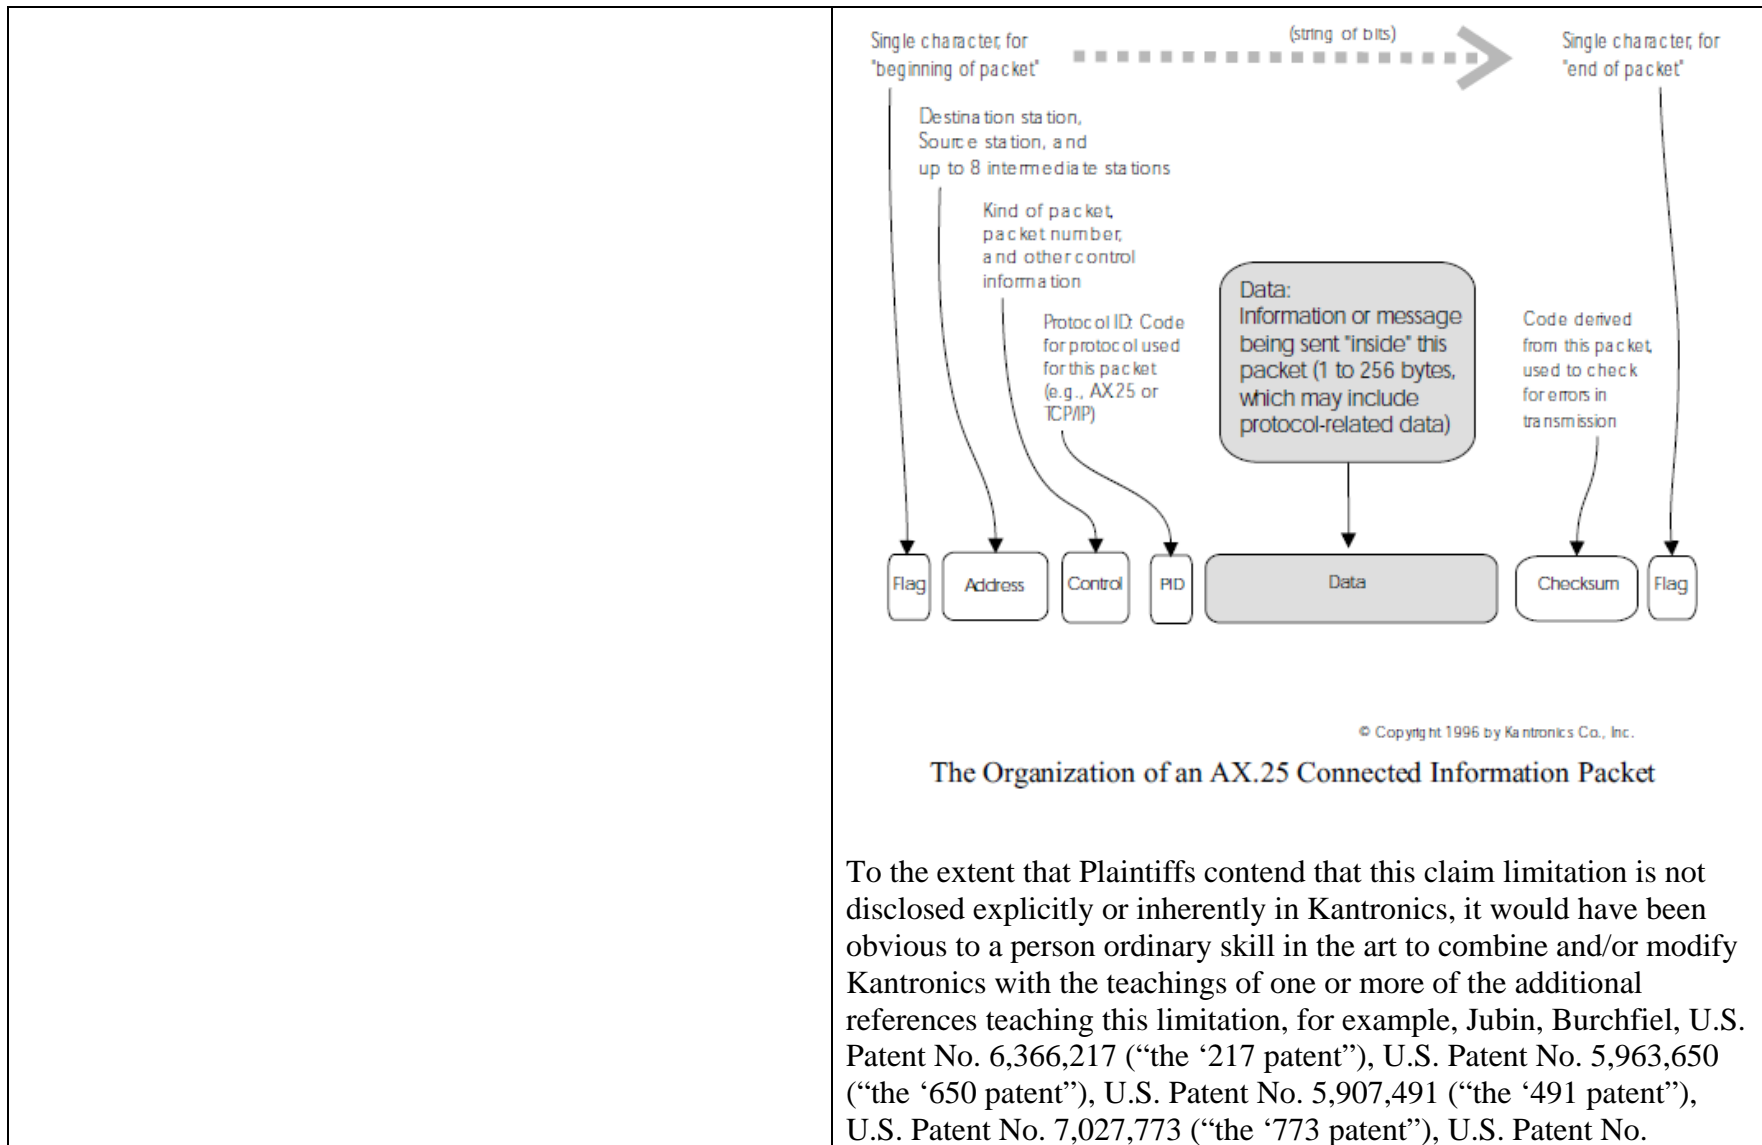 Single character, for
"beginning of packet"
(string of bits)
Single character, for
"end of packet"
Destination station,
Source station, and
up to 8 intermediate stations
Kind of packet,
packet number,
and other control
information
Protocol ID: Code
for protocol used
for this packet
(e.g., AX.25 or
TCP/IP)
Data:
Information or message
being sent "inside" this
packet (1 to 256 bytes,
which may include
protocol-related data)
Code derived
from this packet,
used to check
for errors in
transmission
Flag
Address
Control
PID
Data
Checksum
Flag
© Copyright 1996 by Kantronics Co., Inc.
The Organization of an AX.25 Connected Information Packet
To the extent that Plaintiffs contend that this claim limitation is not
disclosed explicitly or inherently in Kantronics, it would have been
obvious to a person ordinary skill in the art to combine and/or modify
Kantronics with the teachings of one or more of the additional
references teaching this limitation, for example, Jubin, Burchfiel, U.S.
Patent No. 6,366,217 (“the ‘217 patent”), U.S. Patent No. 5,963,650
(“the ‘650 patent”), U.S. Patent No. 5,907,491 (“the ‘491 patent”),
U.S. Patent No. 7,027,773 (“the ‘773 patent”), U.S. Patent No.